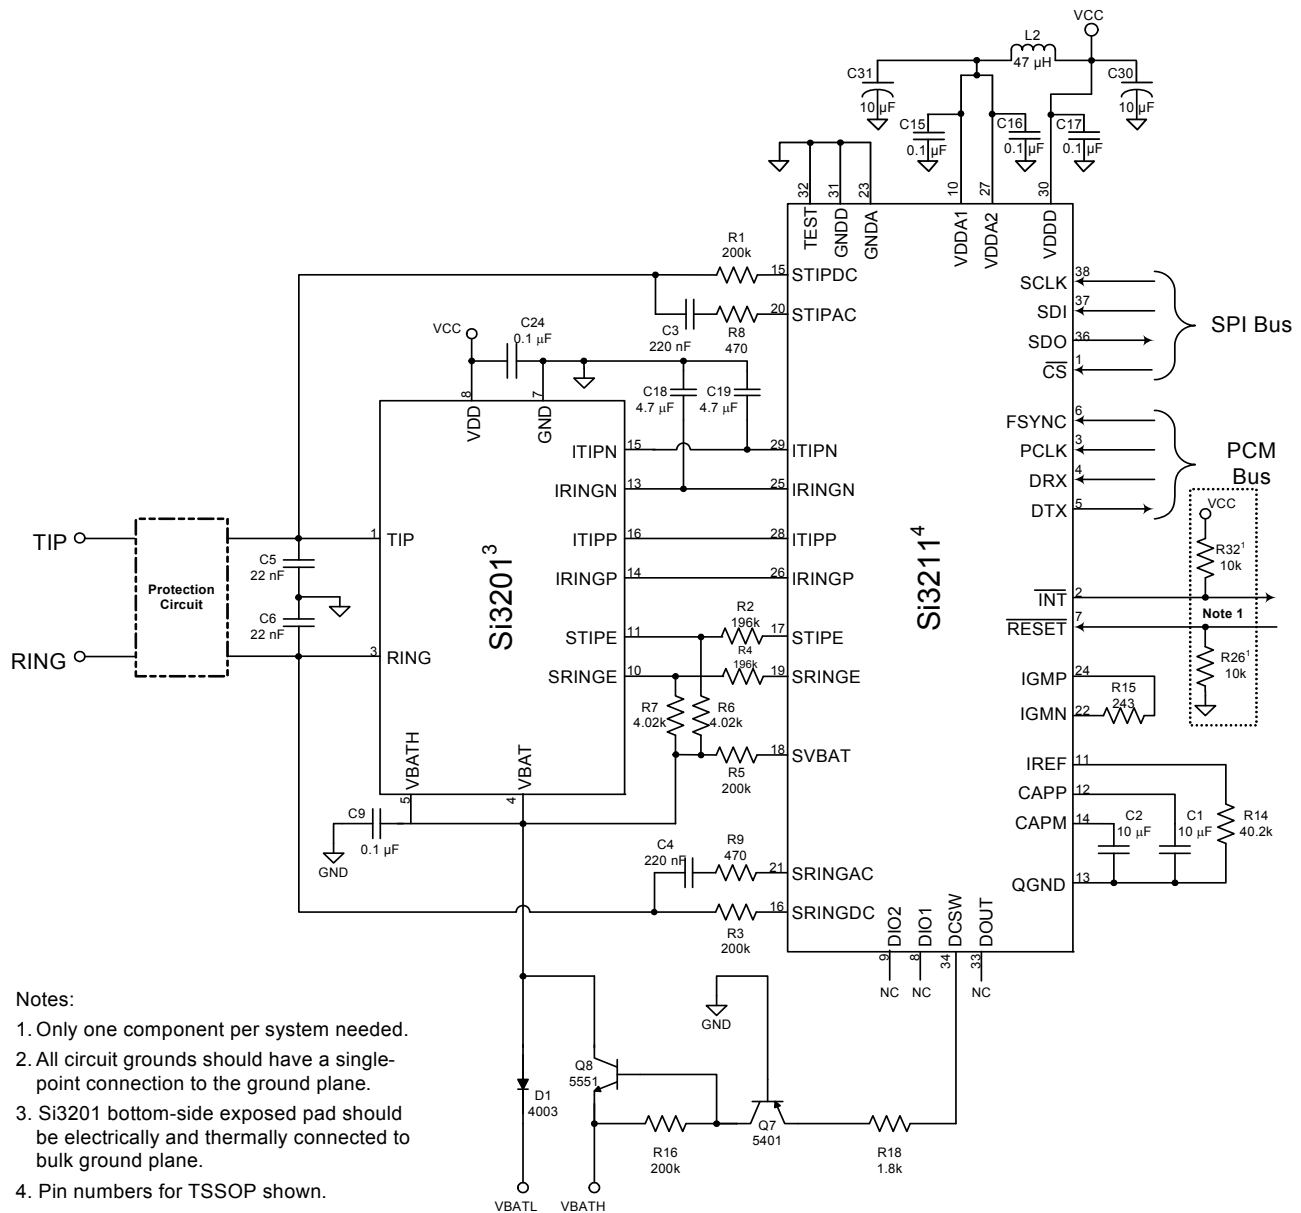 VCC
L2
47 µH
C31
10 µF
C30
10 µF
C15
0.1 µF
C16
0.1 µF
C17
0.1 µF
32
31
23
10
27
30
TEST
GNDD
GNDA
VDDA1
VDDA2
VDDD
R1
200k
15 STIPDC
C3
220 nF
R8
470
20 STIPAC
SCLK 38
SDI 37
SDO 36
CS 1
SPI Bus
VCC
C24
0.1 µF
8
7
VDD
GND
C18
4.7 µF
C19
4.7 µF
FSYNC 6
PCLK 3
DRX 4
DTX 5
PCM
Bus
ITIPN 15
29 ITIPN
IRINGN 13
25 IRINGN
ITIPP 16
28 ITIPP
IRINGP 14
26 IRINGP
STIPE 11
R2
196k
17 STIPE
SRINGE 10
R4
196k
19 SRINGE
R7
4.02k
R6
4.02k
R5
200k
18 SVBAT
TIP
RING
Protection
Circuit
C5
22 nF
C6
22 nF
1 TIP
3 RING
Si3201³
Si3211⁴
VCC
R32¹
10k
INT 2
Note 1
RESET 7
R26¹
10k
IGMP 24
R15
243
IGMN 22
IREF 11
CAPP 12
CAPM 14
C2
10 µF
C1
10 µF
R14
40.2k
QGND 13
VBATH
VBAT
5
4
C9
0.1 µF
GND
C4
220 nF
R9
470
21 SRINGAC
16 SRINGDC
R3
200k
DIO2
DIO1
DCSW
DOUT
9
8
34
33
NC
NC
NC
GND
Q8
5551
D1
4003
R16
200k
Q7
5401
R18
1.8k
VBATL
VBATH
Notes:
1. Only one component per system needed.
2. All circuit grounds should have a single-
point connection to the ground plane.
3. Si3201 bottom-side exposed pad should
be electrically and thermally connected to
bulk ground plane.
4. Pin numbers for TSSOP shown.